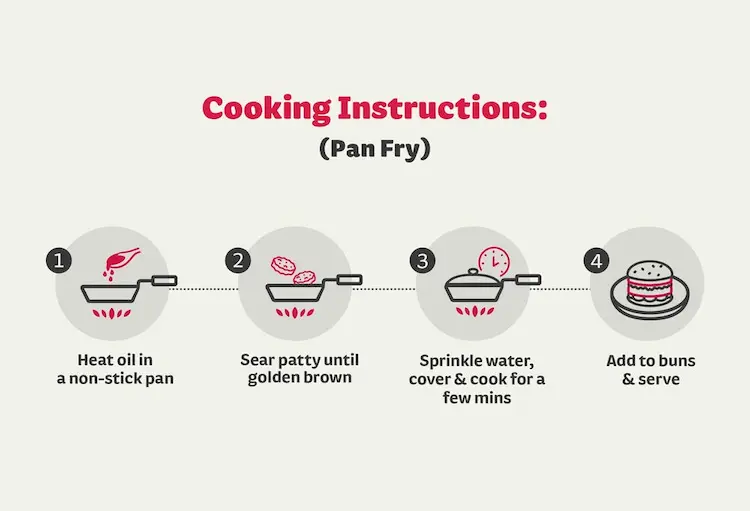 Cooking Instructions:
(Pan Fry)
1
Heat oil in
a non-stick pan
2
Sear patty until
golden brown
3
Sprinkle water,
cover & cook for a
few mins
4
Add to buns
& serve